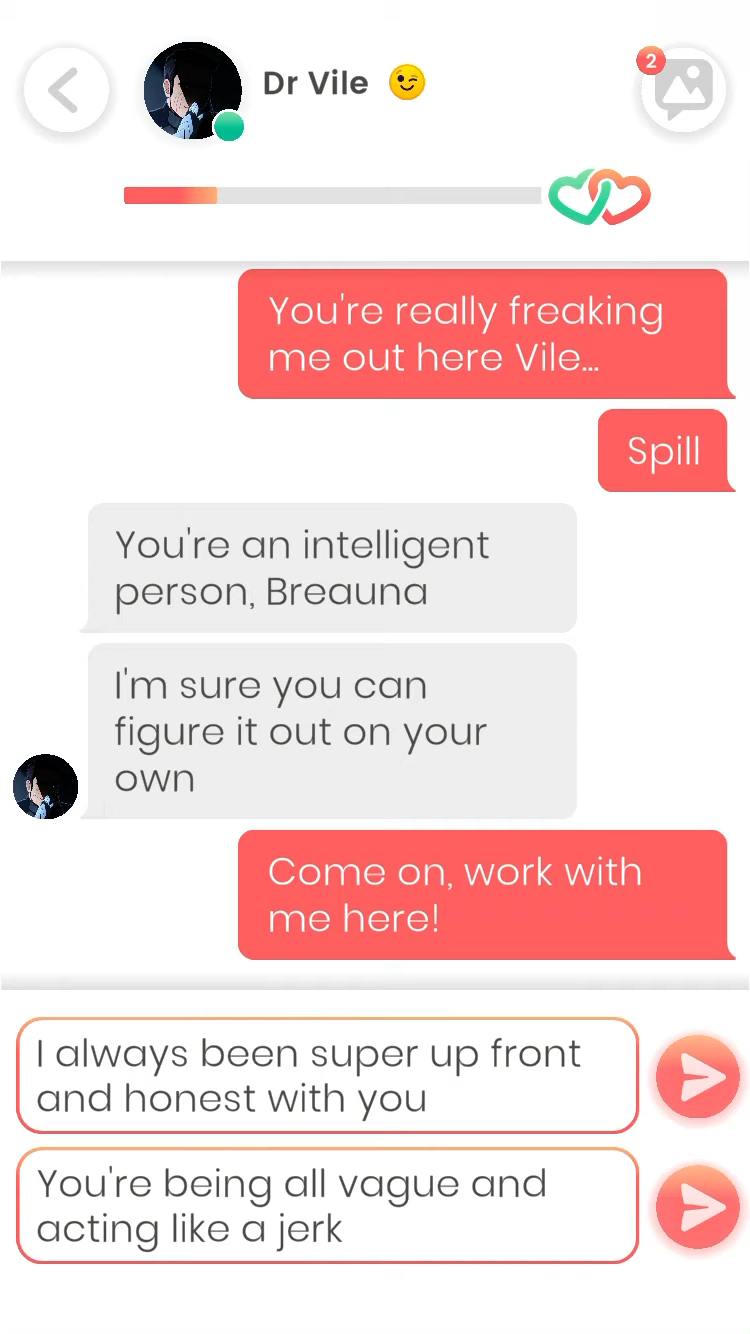 Dr Vile
2
You're really freaking
me out here Vile...
Spill
You're an intelligent
person, Breauna
I'm sure you can
figure it out on your
own
Come on, work with
me here!
I always been super up front
and honest with you
You're being all vague and
acting like a jerk